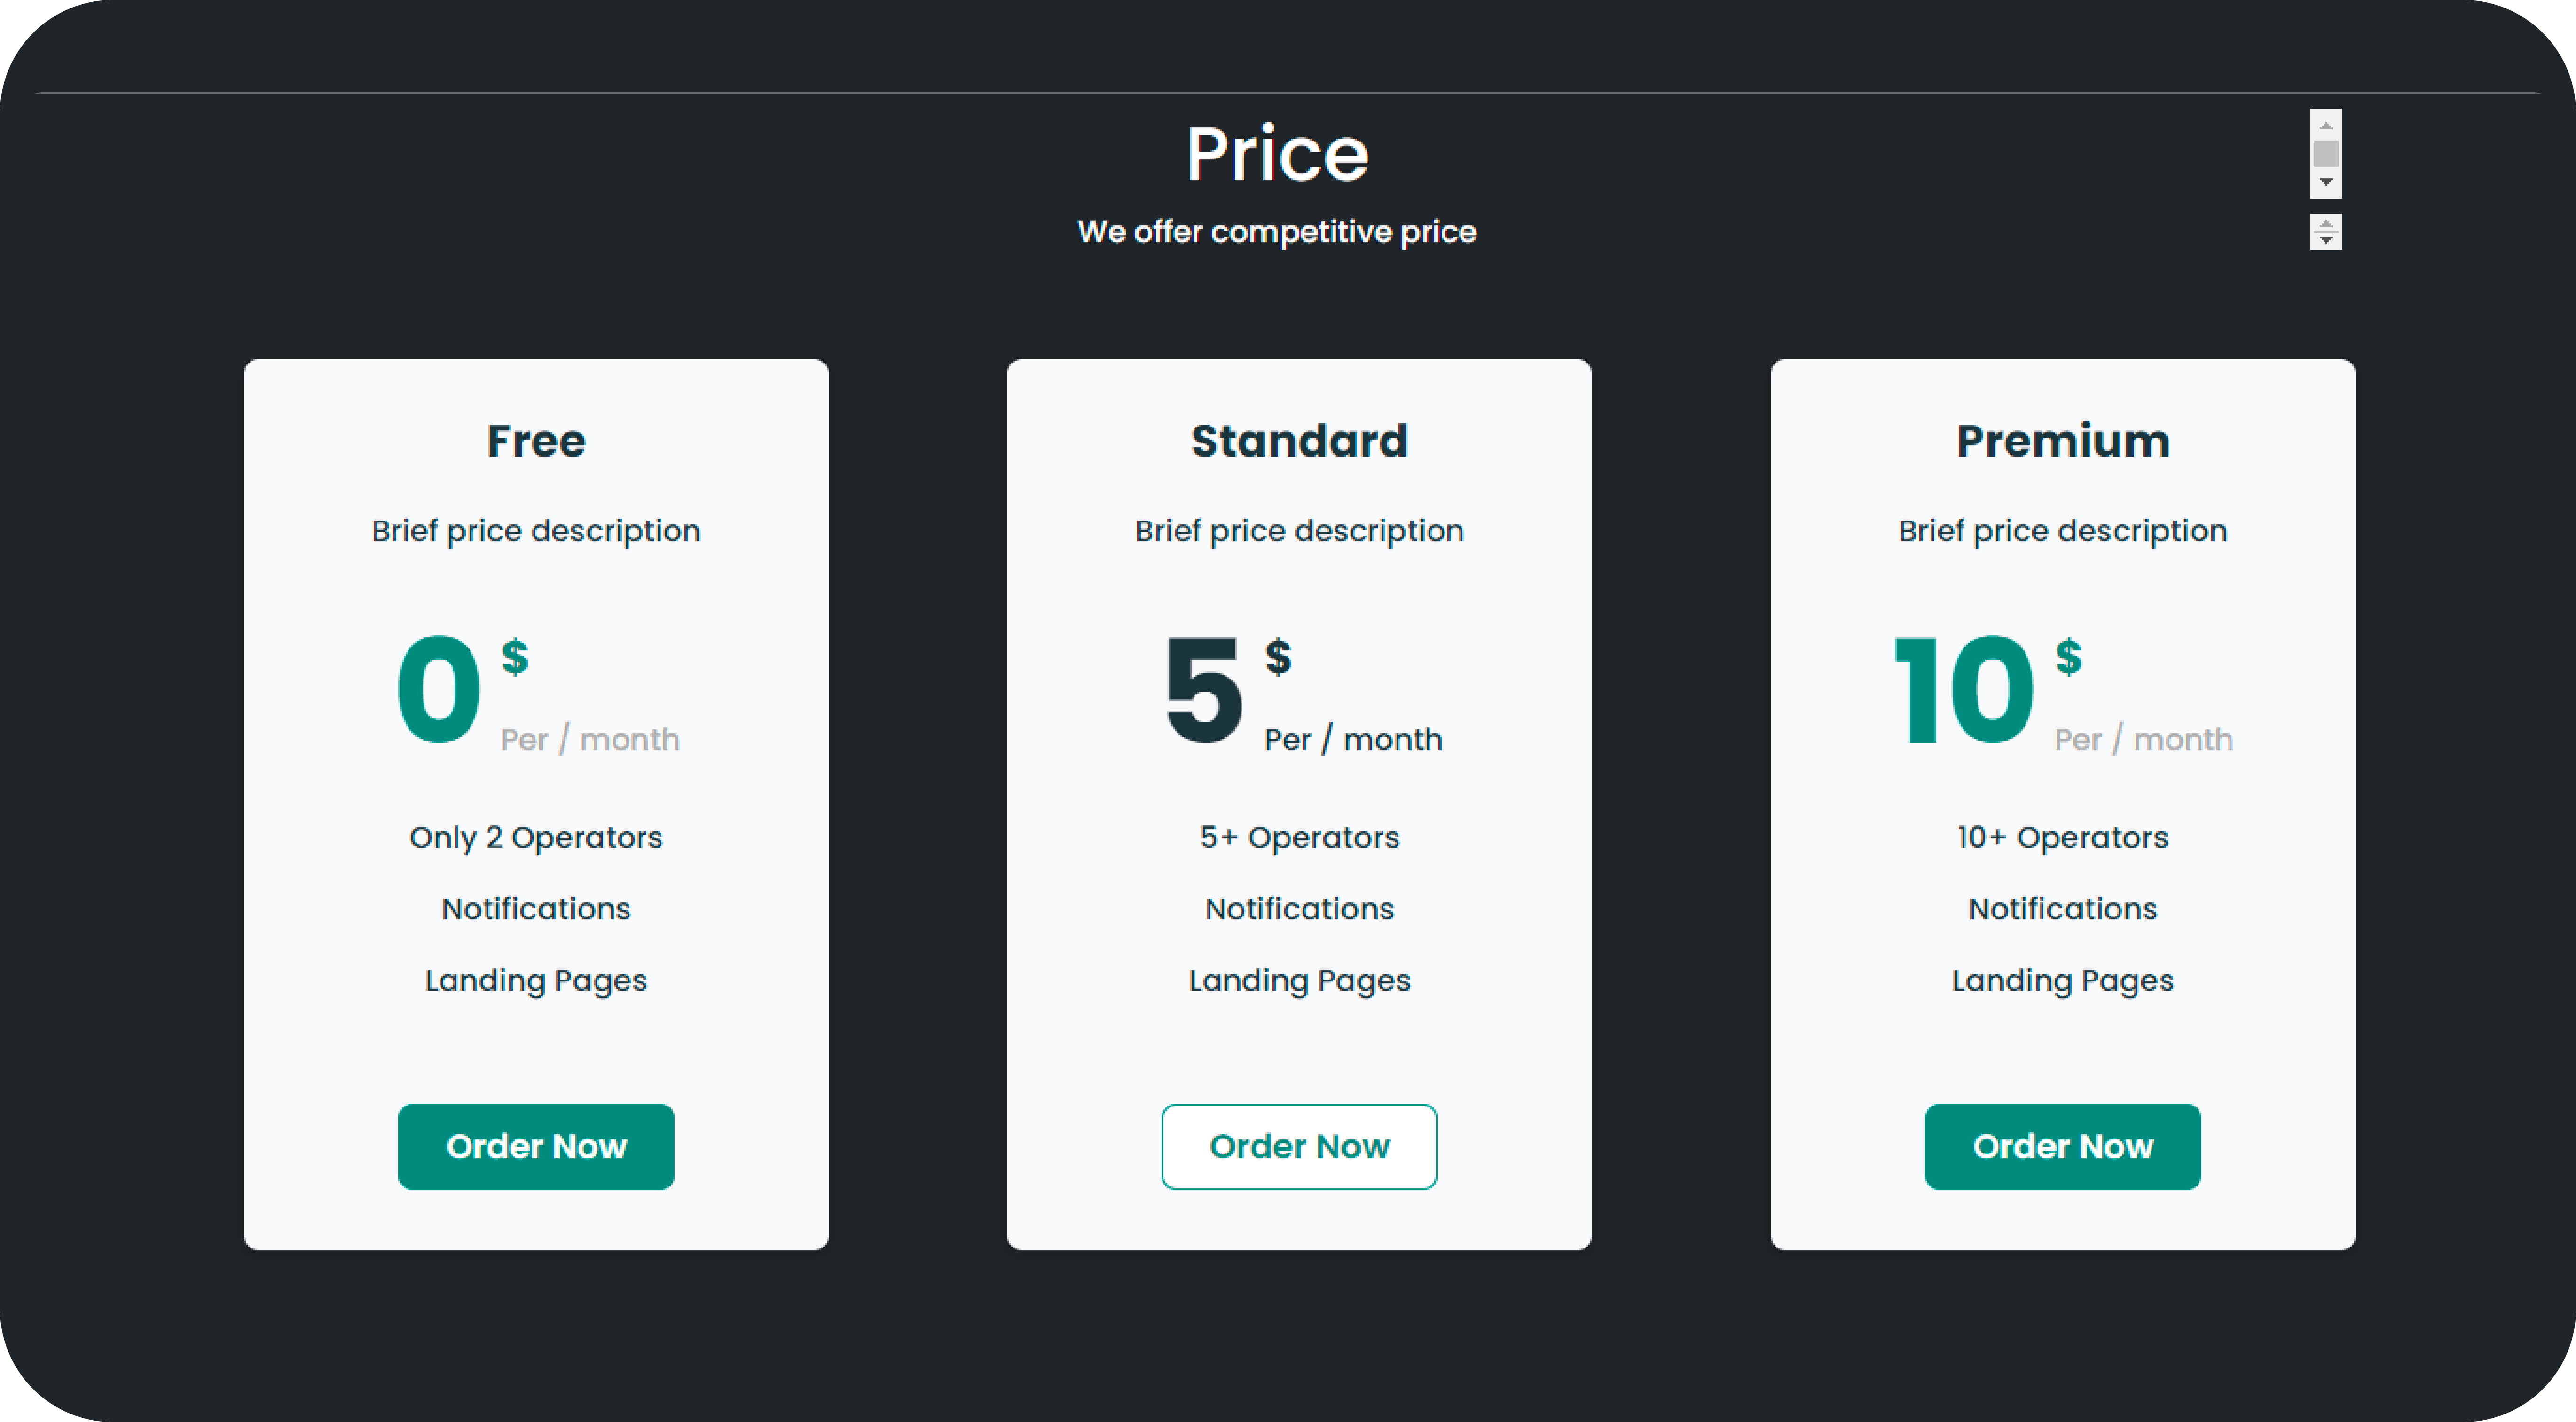 Price
We offer competitive price
Free
Brief price description
0 $
Per / month
Only 2 Operators
Notifications
Landing Pages
Order Now
Standard
Brief price description
5 $
Per / month
5+ Operators
Notifications
Landing Pages
Order Now
Premium
Brief price description
10 $
Per / month
10+ Operators
Notifications
Landing Pages
Order Now